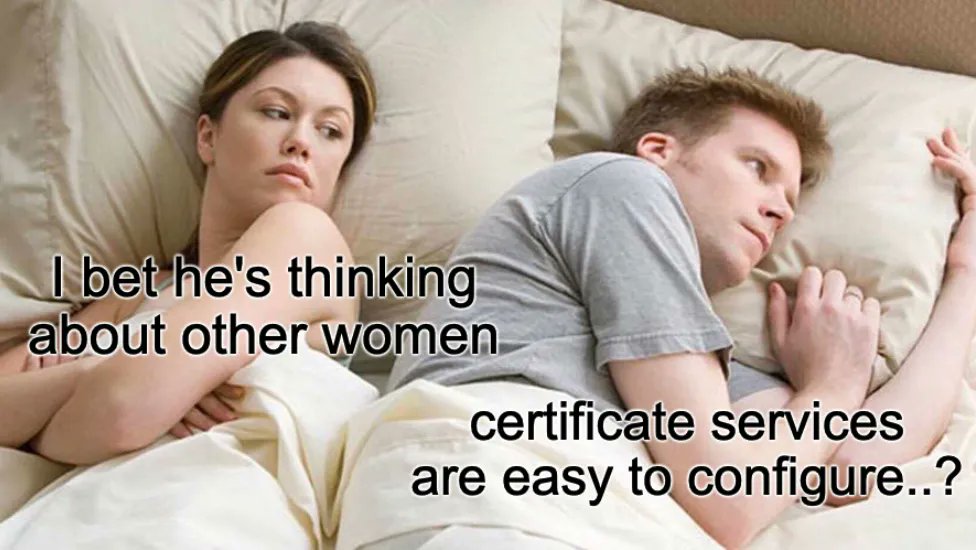 I bet he's thinking
about other women
certificate services
are easy to configure..?